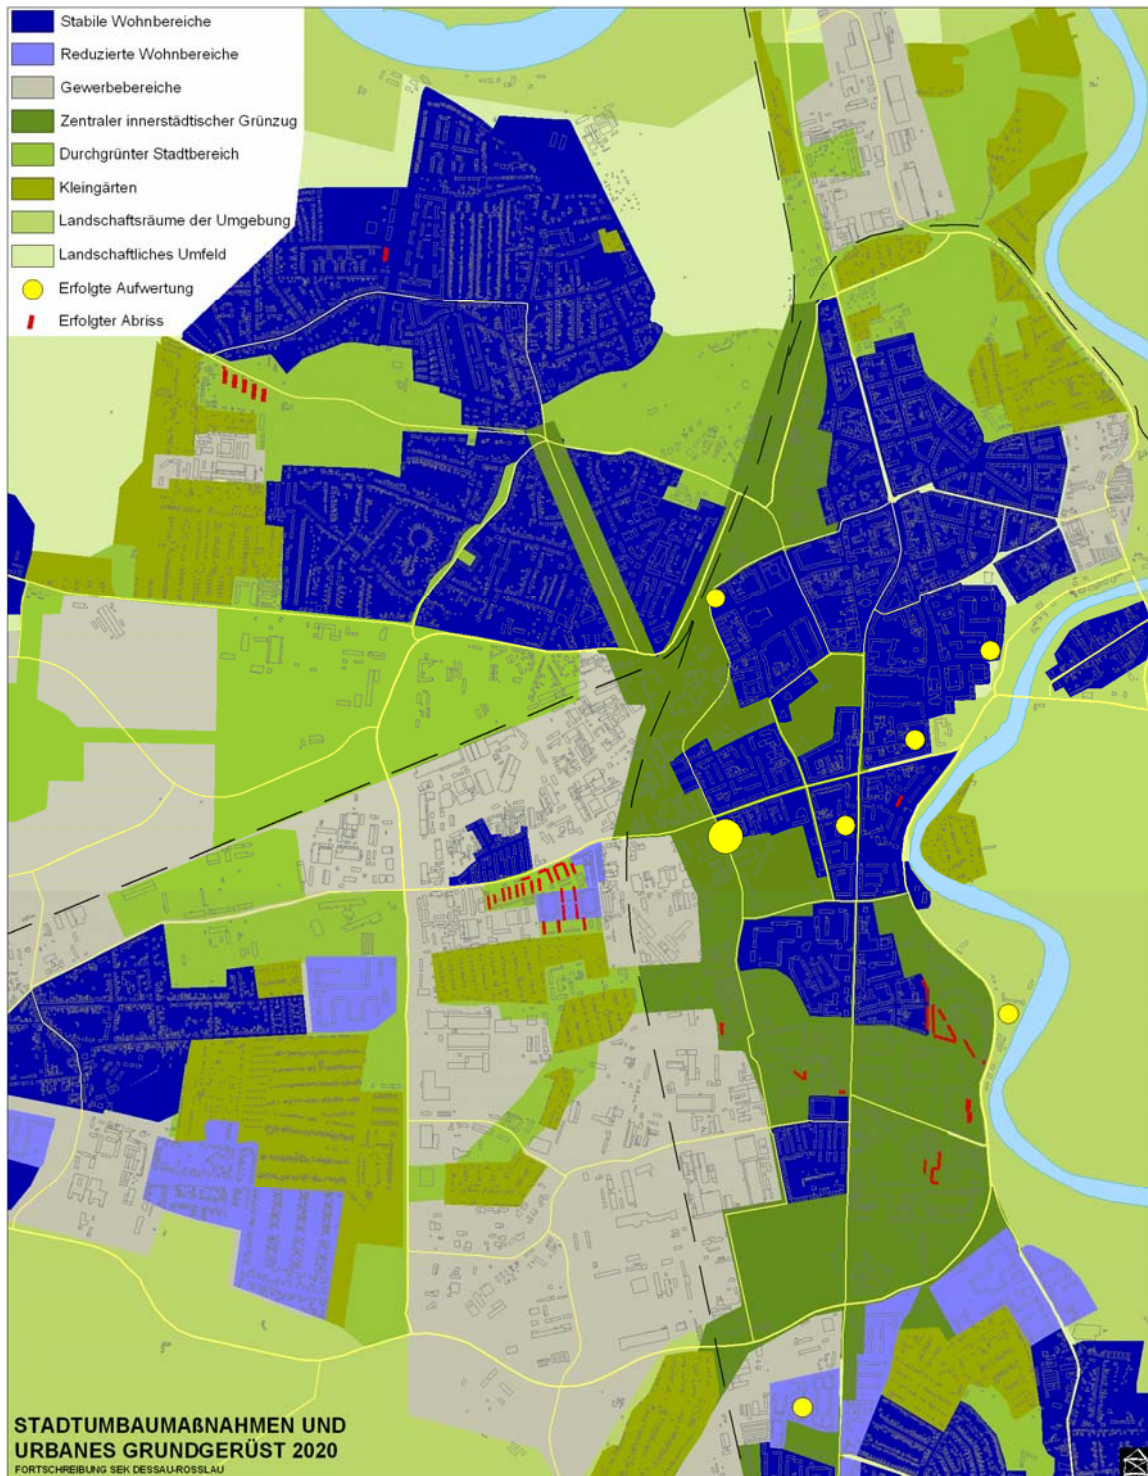 Stabile Wohnbereiche
Reduzierte Wohnbereiche
Gewerbebereiche
Zentraler innerstädtischer Grünzug
Durchgrünter Stadtbereich
Kleingärten
Landschaftsräume der Umgebung
Landschaftliches Umfeld
Erfolgte Aufwertung
Erfolgter Abriss
STADTUMBAUMAßNAHMEN UND
URBANES GRUNDGERÜST 2020
FORTSCHREIBUNG SEK DESSAU-ROSSLAU